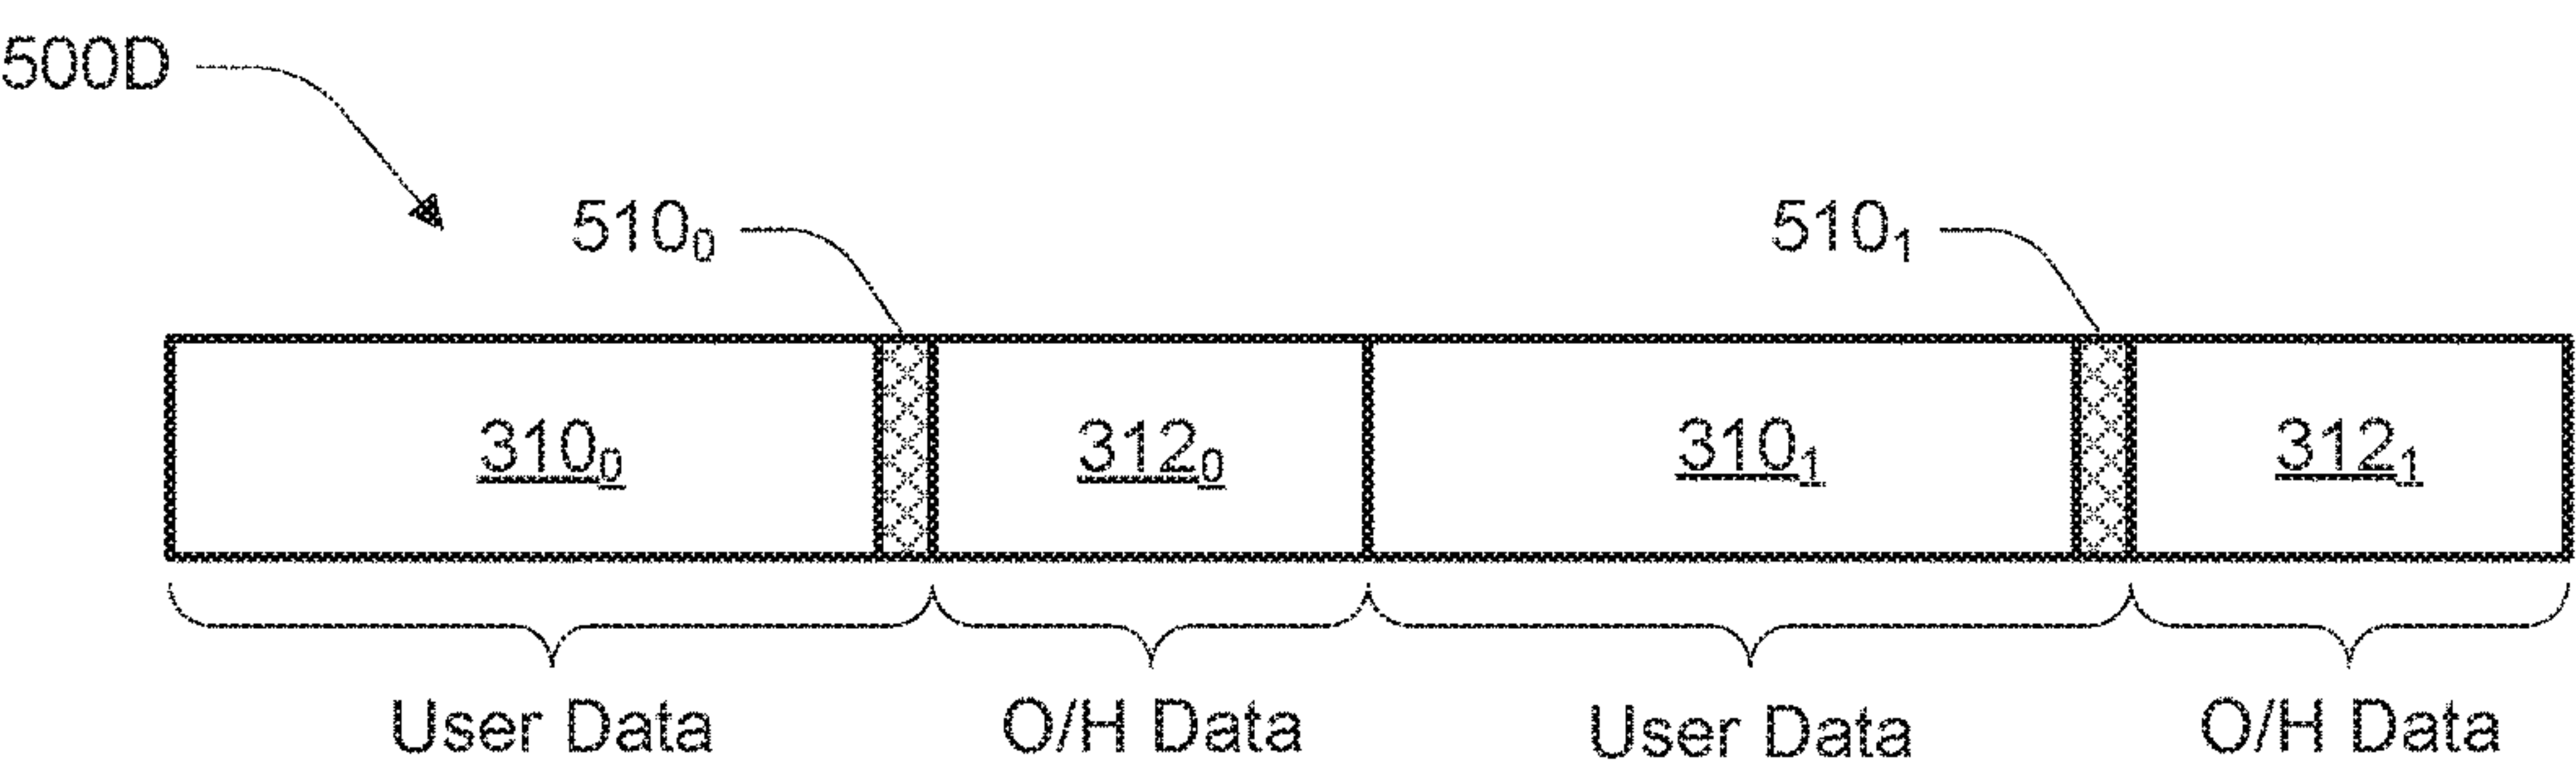 500D
510₀ 510₁
310₀ 312₀ 310₁ 312₁
User Data O/H Data User Data O/H Data